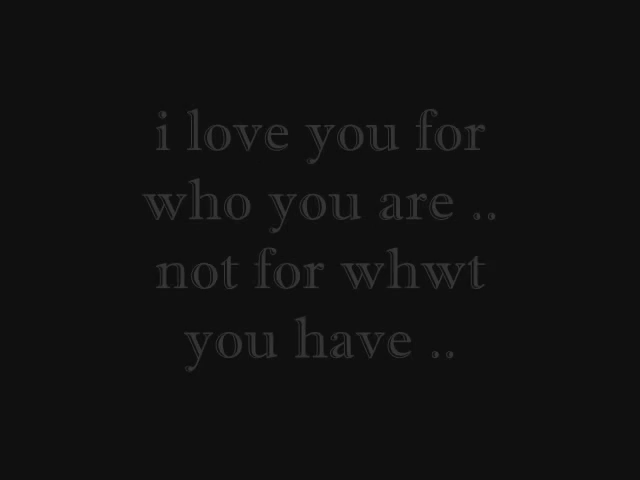 i love you for
who you are ..
not for whwt
you have ..